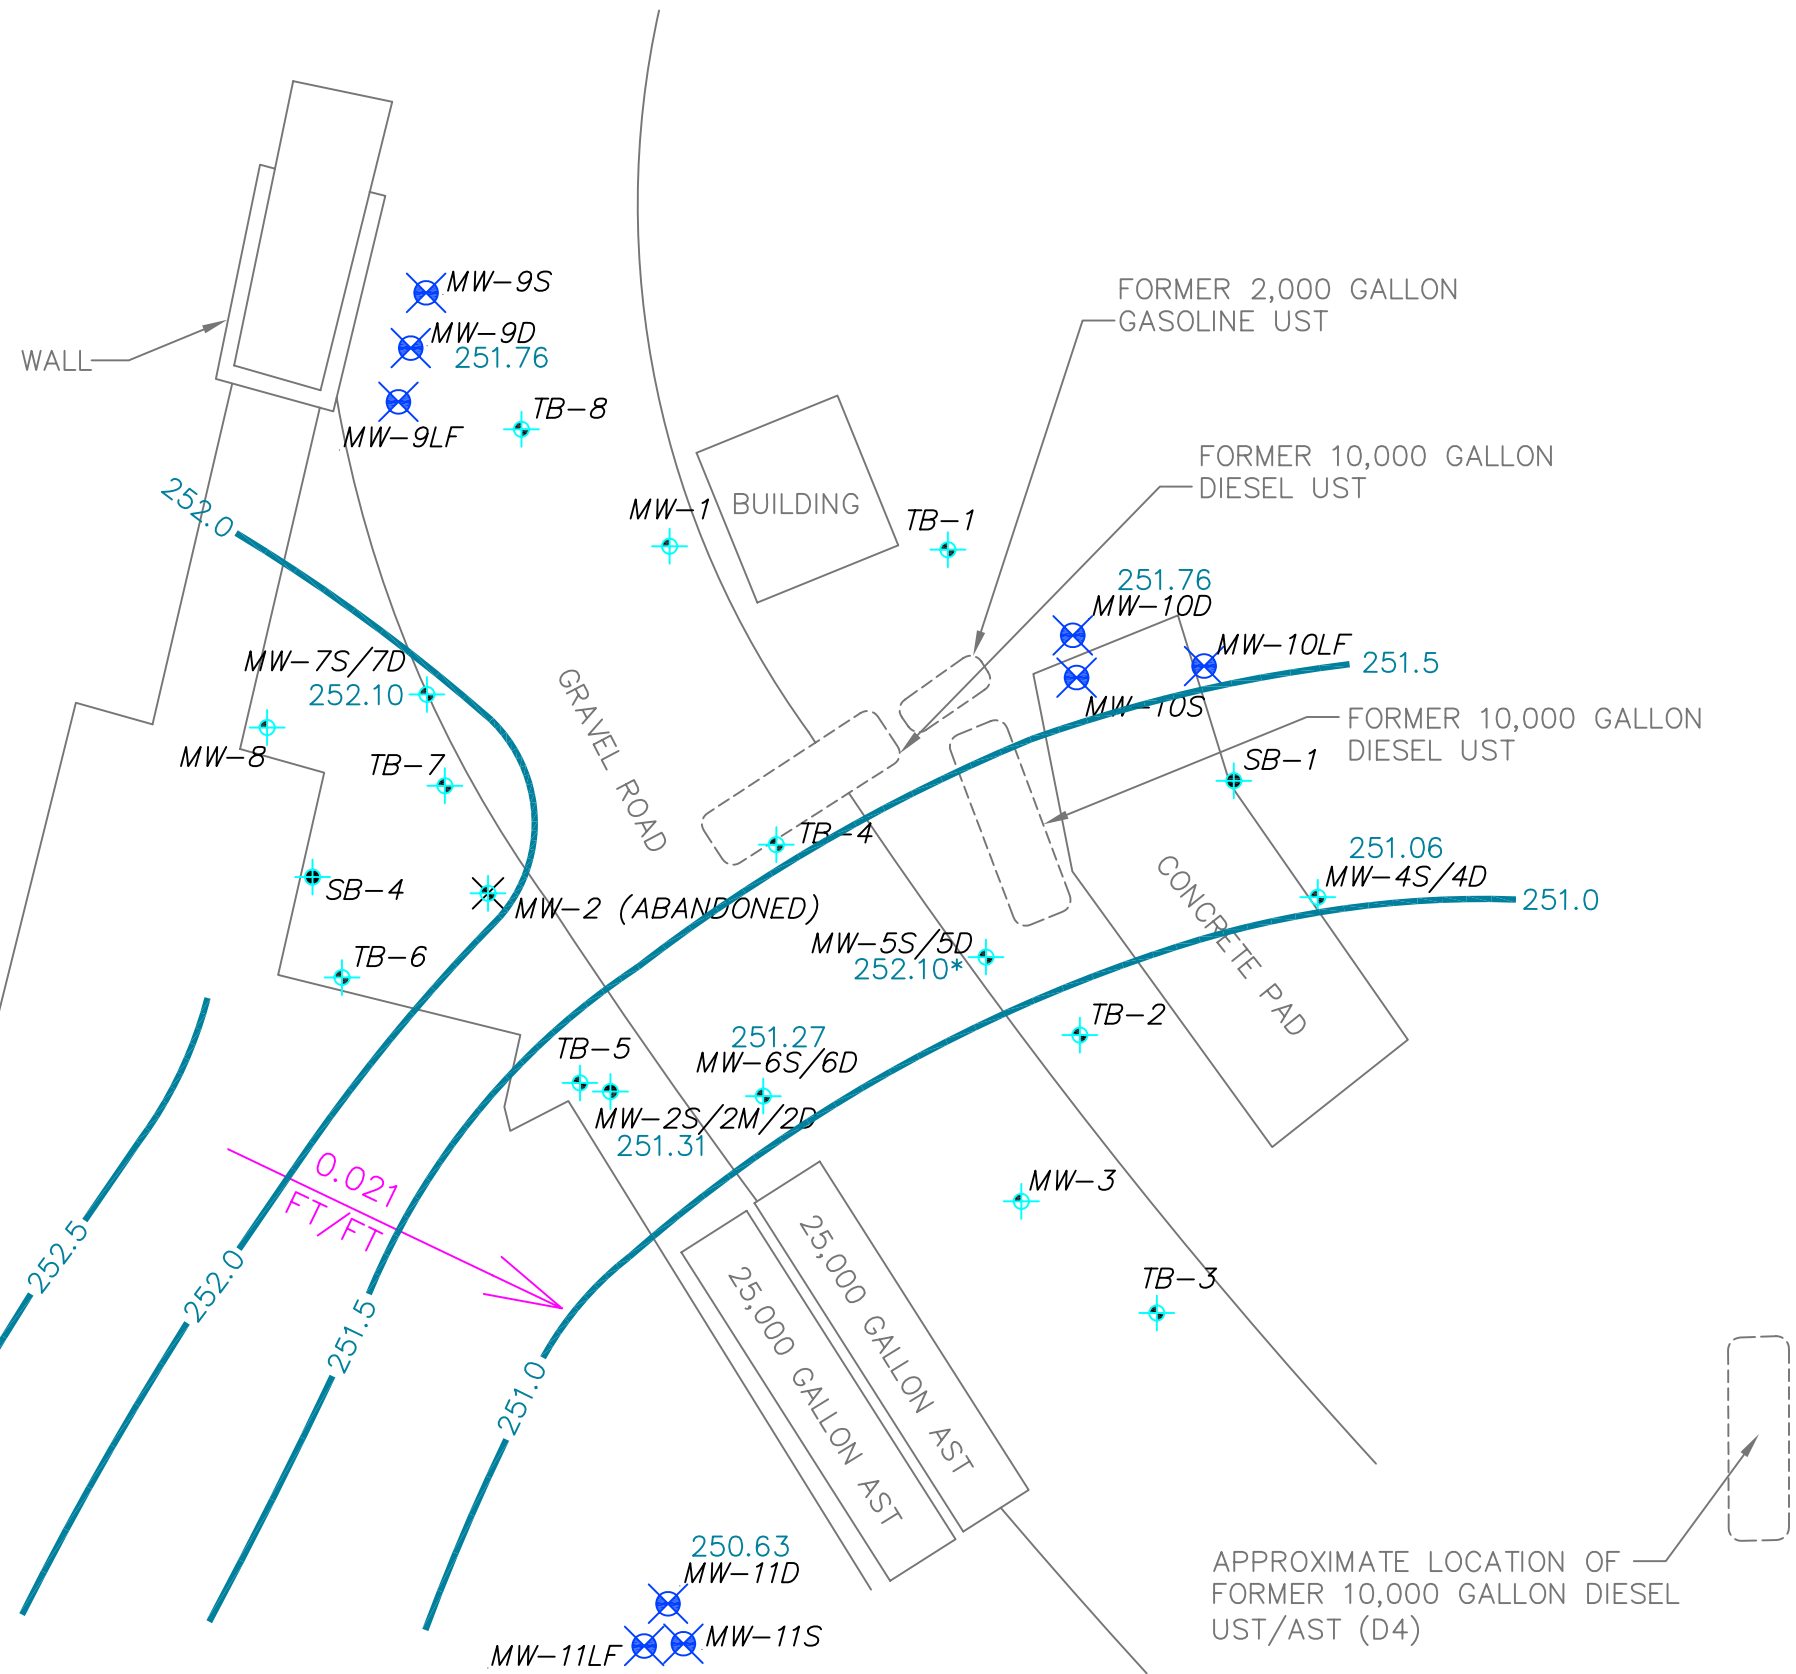 MW-9S
FORMER 2,000 GALLON
GASOLINE UST
MW-9D
251.76
WALL
TB-8
MW-9LF
FORMER 10,000 GALLON
DIESEL UST
252.0
BUILDING
MW-1
TB-1
251.76
MW-10D
MW-10LF
251.5
MW-7S/7D
252.10
GRAVEL ROAD
MW-10S
FORMER 10,000 GALLON
DIESEL UST
MW-8
TB-7
SB-1
TB-4
251.06
MW-4S/4D
SB-4
MW-2 (ABANDONED)
251.0
CONCRETE PAD
MW-5S/5D
252.10*
TB-6
TB-2
251.27
MW-6S/6D
TB-5
MW-2S/2M/2D
251.31
0.021
FT/FT
MW-3
252.5
252.0
251.5
251.0
TB-3
25,000 GALLON AST
25,000 GALLON AST
250.63
MW-11D
MW-11S
MW-11LF
APPROXIMATE LOCATION OF
FORMER 10,000 GALLON DIESEL
UST/AST (D4)